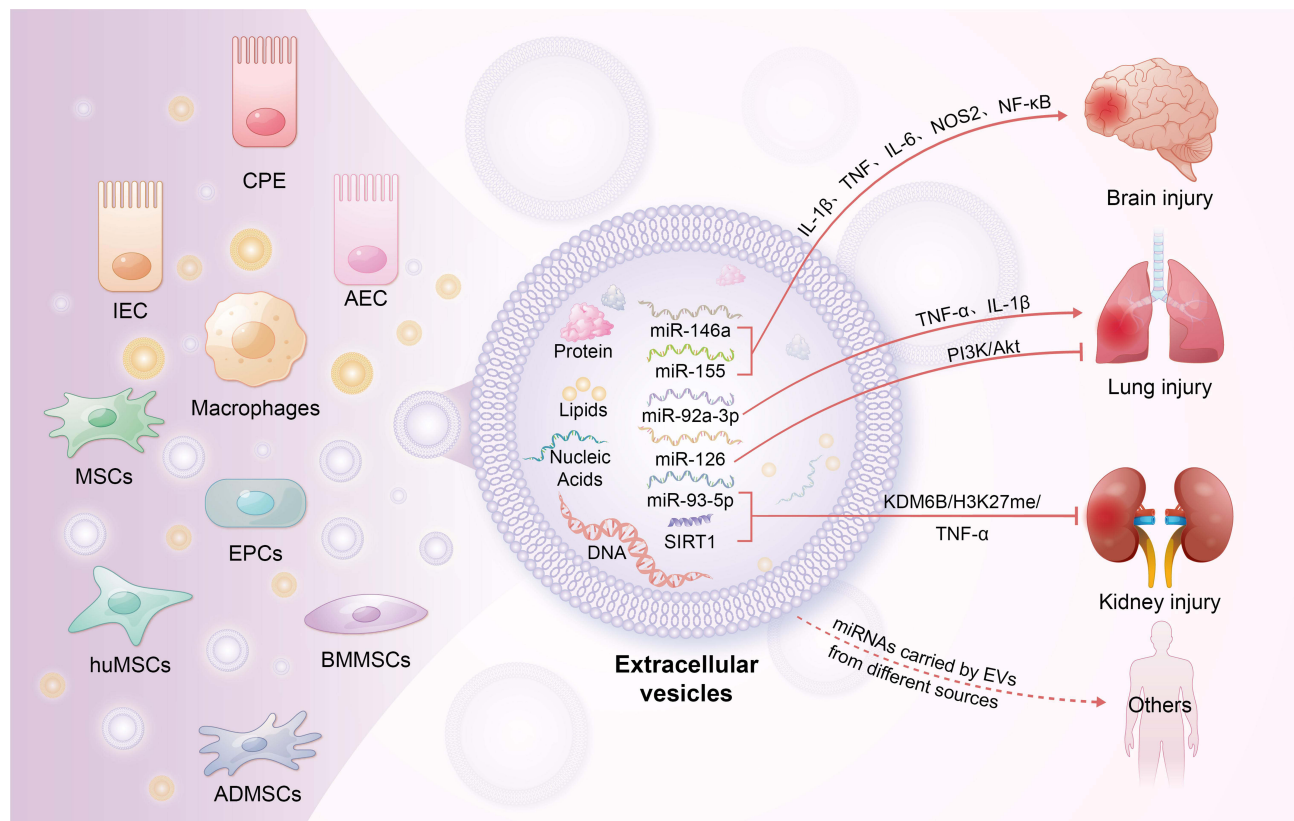 CPE
IEC
AEC
Macrophages
MSCs
EPCs
huMSCs
BMMSCs
ADMSCs
Protein
Lipids
Nucleic
Acids
DNA
miR-146a
miR-155
miR-92a-3p
miR-126
miR-93-5p
SIRT1
Extracellular
vesicles
IL-1β、TNF、IL-6、NOS2、NF-κB
Brain injury
TNF-α、IL-1β
PI3K/Akt
Lung injury
KDM6B/H3K27me/
TNF-α
Kidney injury
miRNAs carried by EVs
from different sources
Others